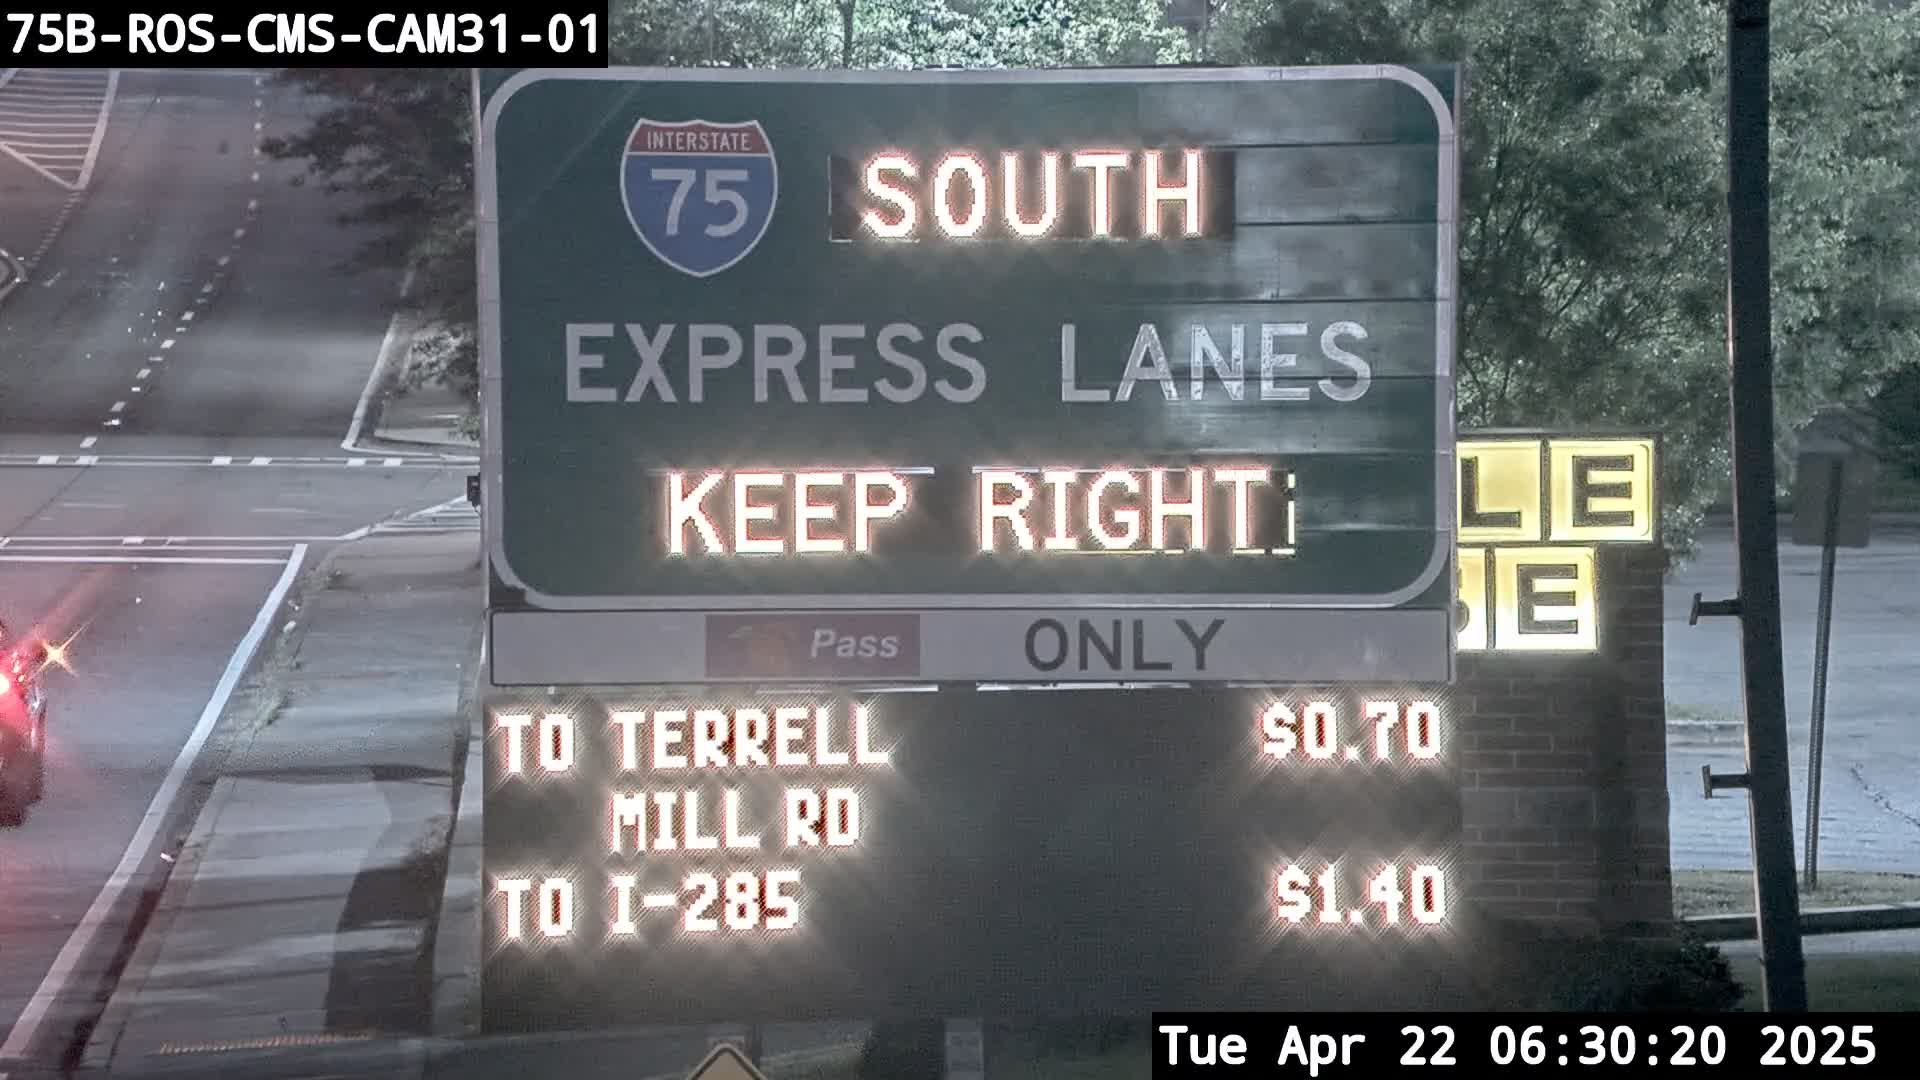 75B-ROS-CMS-CAM31-01
INTERSTATE
75
SOUTH
EXPRESS LANES
KEEP RIGHT
Pass ONLY
TO TERRELL $0.70
MILL RD
TO I-285 $1.40
LE
E
Tue Apr 22 06:30:20 2025